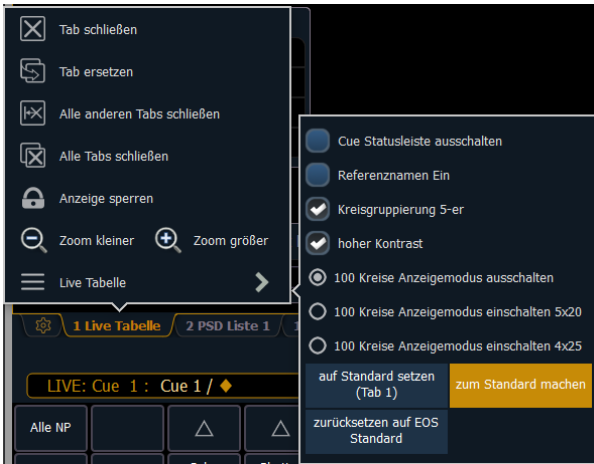 Tab schließen
Tab ersetzen
Alle anderen Tabs schließen
Alle Tabs schließen
Anzeige sperren
Zoom kleiner Zoom größer
Live Tabelle
Cue Statusleiste ausschalten
Referenznamen Ein
Kreisgruppierung 5-er
hoher Kontrast
100 Kreise Anzeigemodus ausschalten
100 Kreise Anzeigemodus einschalten 5x20
100 Kreise Anzeigemodus einschalten 4x25
auf Standard setzen
(Tab 1)
zum Standard machen
zurücksetzen auf EOS
Standard
1 Live Tabelle 2 PSD Liste 1 1
LIVE: Cue 1 : Cue 1 /
Alle NP